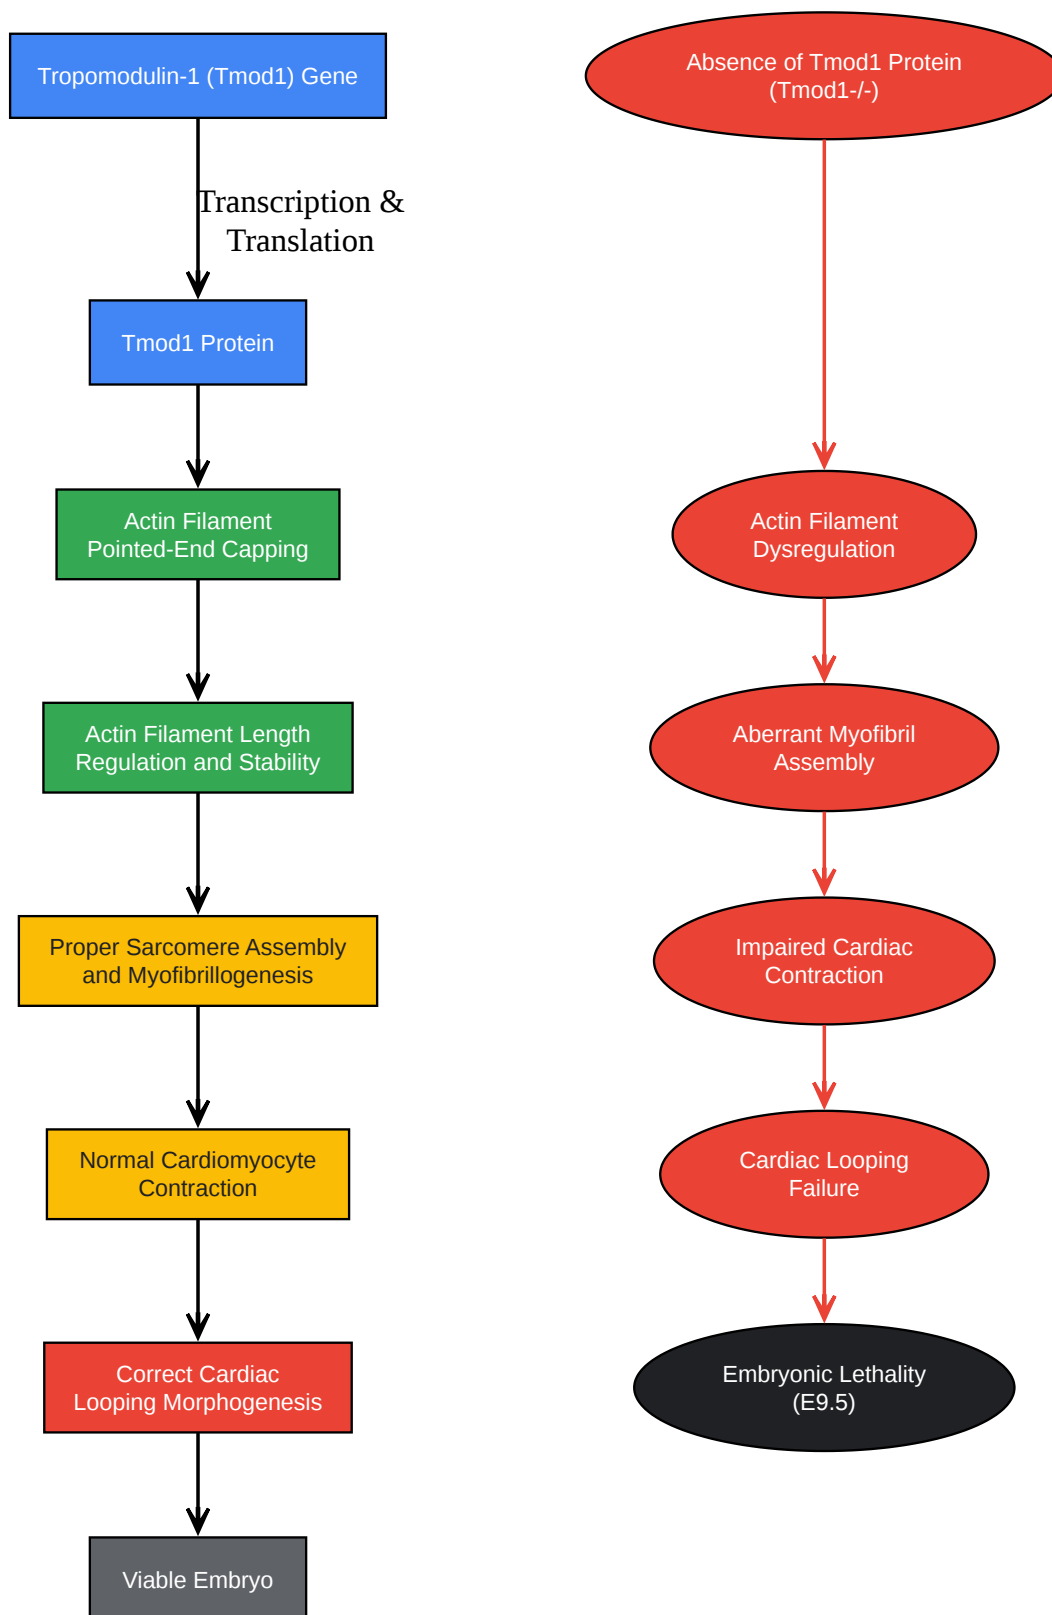 Tropomodulin-1 (Tmod1) Gene
Transcription &
Translation
Tmod1 Protein
Actin Filament
Pointed-End Capping
Actin Filament Length
Regulation and Stability
Proper Sarcomere Assembly
and Myofibrillogenesis
Normal Cardiomyocyte
Contraction
Correct Cardiac
Looping Morphogenesis
Viable Embryo
Absence of Tmod1 Protein
(Tmod1-/-)
Actin Filament
Dysregulation
Aberrant Myofibril
Assembly
Impaired Cardiac
Contraction
Cardiac Looping
Failure
Embryonic Lethality
(E9.5)